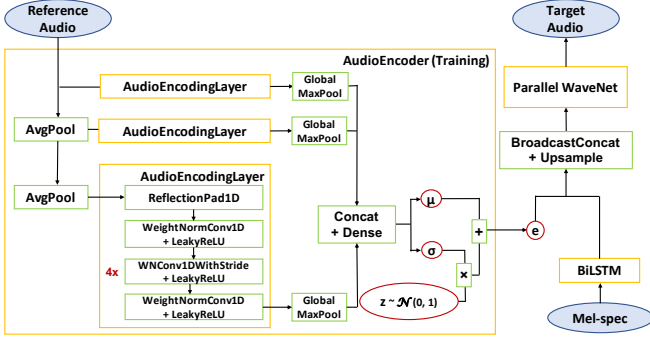 Reference
Audio
Target
Audio
AudioEncoder (Training)
AudioEncodingLayer
Global
MaxPool
Parallel WaveNet
AvgPool
AudioEncodingLayer
Global
MaxPool
BroadcastConcat
+ Upsample
AudioEncodingLayer
AvgPool
ReflectionPad1D
WeightNormConv1D
+ LeakyReLU
Concat
+ Dense
μ
σ
+
e
4x
WNConv1DWithStride
+ LeakyReLU
×
BiLSTM
WeightNormConv1D
+ LeakyReLU
Global
MaxPool
z ~ 𝒩 (0, 1)
Mel-spec